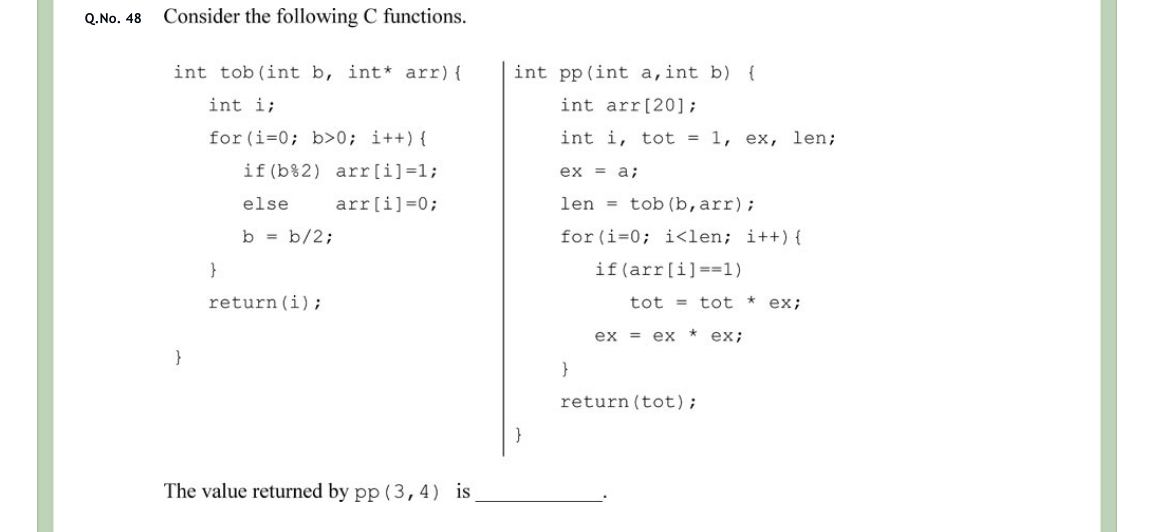 Q.No. 48 Consider the following C functions.
int tob(int b, int* arr){
int i;
for(i=0; b>0; i++){
if(b%2) arr[i]=1;
else arr[i]=0;
b = b/2;
}
return(i);
}
int pp(int a,int b) {
int arr[20];
int i, tot = 1, ex, len;
ex = a;
len = tob(b,arr);
for(i=0; i<len; i++){
if(arr[i]==1)
tot = tot * ex;
ex = ex * ex;
}
return(tot);
}
The value returned by pp(3,4) is ____________.